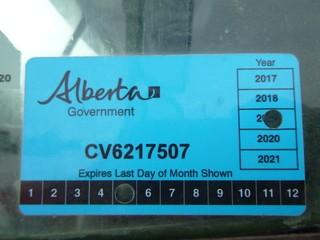 20
Alberta
Government
CV6217507
Expires Last Day of Month Shown
Year
2017
2018
2020
2021
1 2 3 4 6 7 8 9 10 11 12